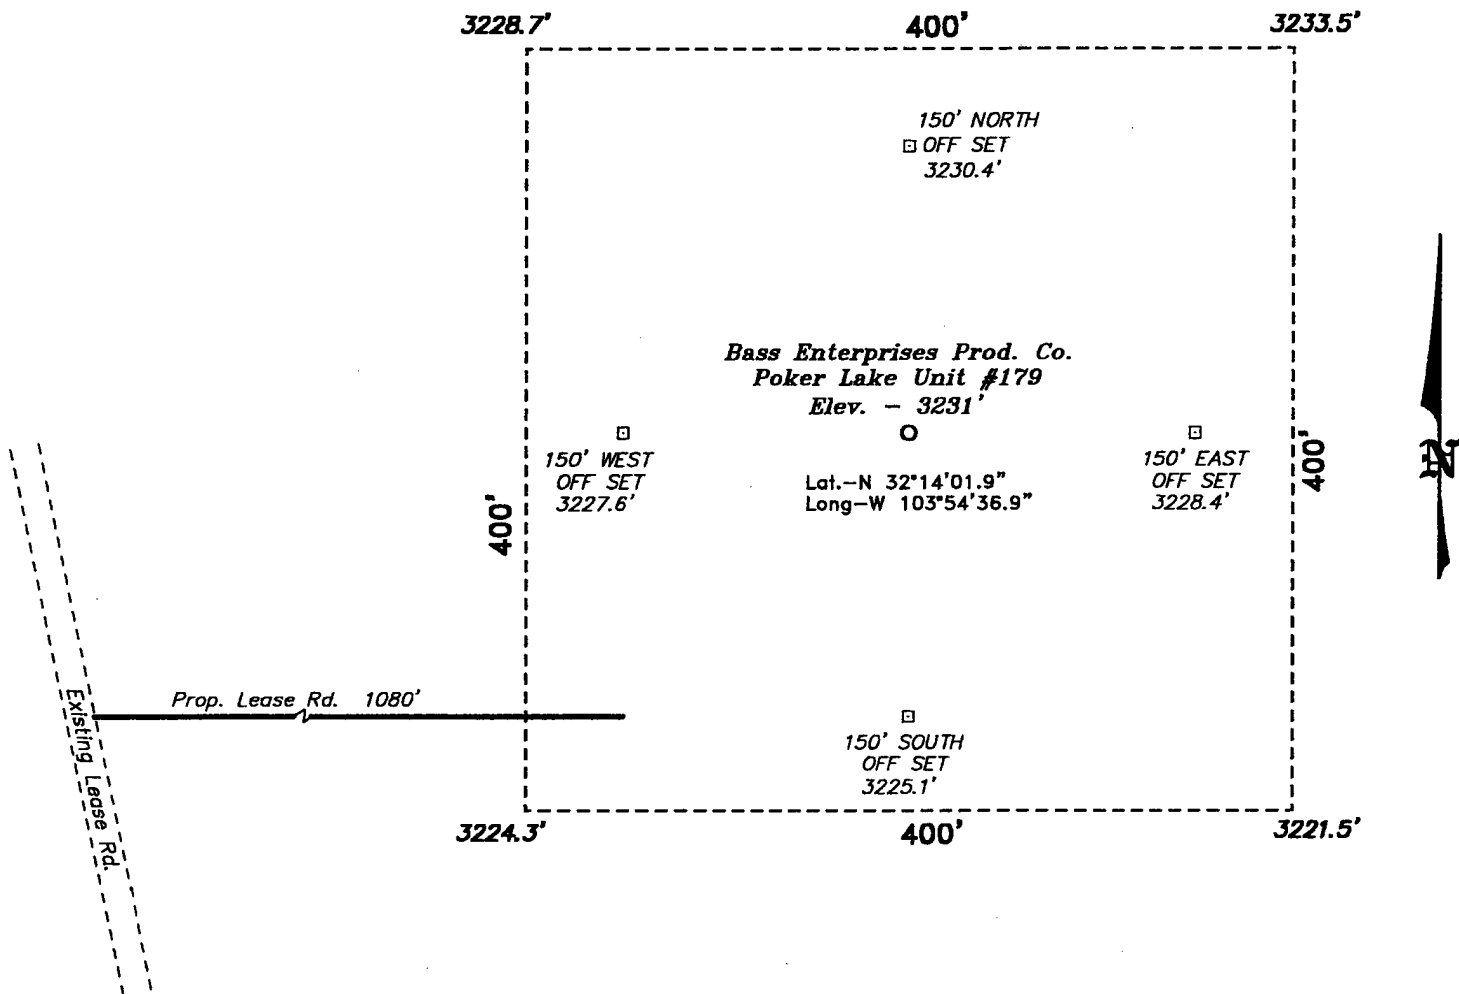 3228.7'
400'
3233.5'
150' NORTH
OFF SET
3230.4'
Bass Enterprises Prod. Co.
Poker Lake Unit #179
Elev. - 3231'
150' WEST
OFF SET
3227.6'
Lat.-N 32°14'01.9"
Long-W 103°54'36.9"
150' EAST
OFF SET
3228.4'
400'
400'
N
Prop. Lease Rd. 1080'
Existing Lease Rd.
150' SOUTH
OFF SET
3225.1'
3224.3'
400'
3221.5'